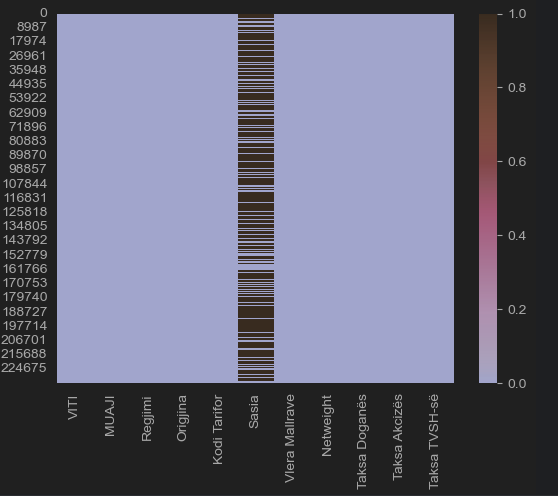 0
8987
17974
26961
35948
44935
53922
62909
71896
80883
89870
98857
107844
116831
125818
134805
143792
152779
161766
170753
179740
188727
197714
206701
215688
224675
VITI
MUAJI
Regjimi
Origjina
Kodi Tarifor
Sasia
Vlera Mallrave
Netweight
Taksa Doganës
Taksa Akcizës
Taksa TVSH-së
1.0
0.8
0.6
0.4
0.2
0.0